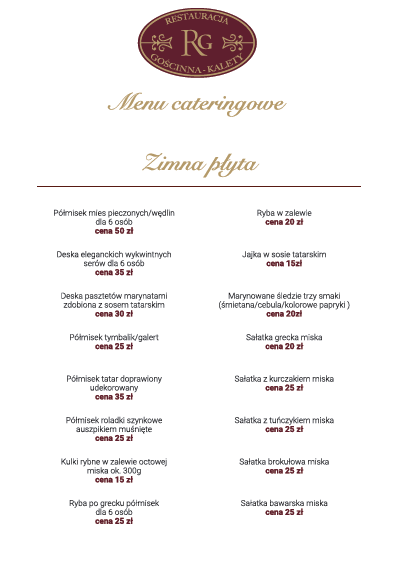 RESTAURACJA
RG
GOŚCINNA - KALETY
Menu cateringowe
Zimna płyta
Półmisek mies pieczonych/wędlin
dla 6 osób
cena 50 zł
Deska eleganckich wykwintnych
serów dla 6 osób
cena 35 zł
Deska pasztetów marynatami
zdobiona z sosem tatarskim
cena 30 zł
Półmisek tymbalik/galert
cena 25 zł
Półmisek tatar doprawiony
udekorowany
cena 35 zł
Półmisek roladki szynkowe
auszpikiem muśnięte
cena 25 zł
Kulki rybne w zalewie octowej
miska ok. 300g
cena 15 zł
Ryba po grecku półmisek
dla 6 osób
cena 25 zł
Ryba w zalewie
cena 20 zł
Jajka w sosie tatarskim
cena 15zł
Marynowane śledzie trzy smaki
(śmietana/cebula/kolorowe papryki )
cena 20zł
Sałatka grecka miska
cena 20 zł
Sałatka z kurczakiem miska
cena 25 zł
Sałatka z tuńczykiem miska
cena 25 zł
Sałatka brokułowa miska
cena 25 zł
Sałatka bawarska miska
cena 25 zł